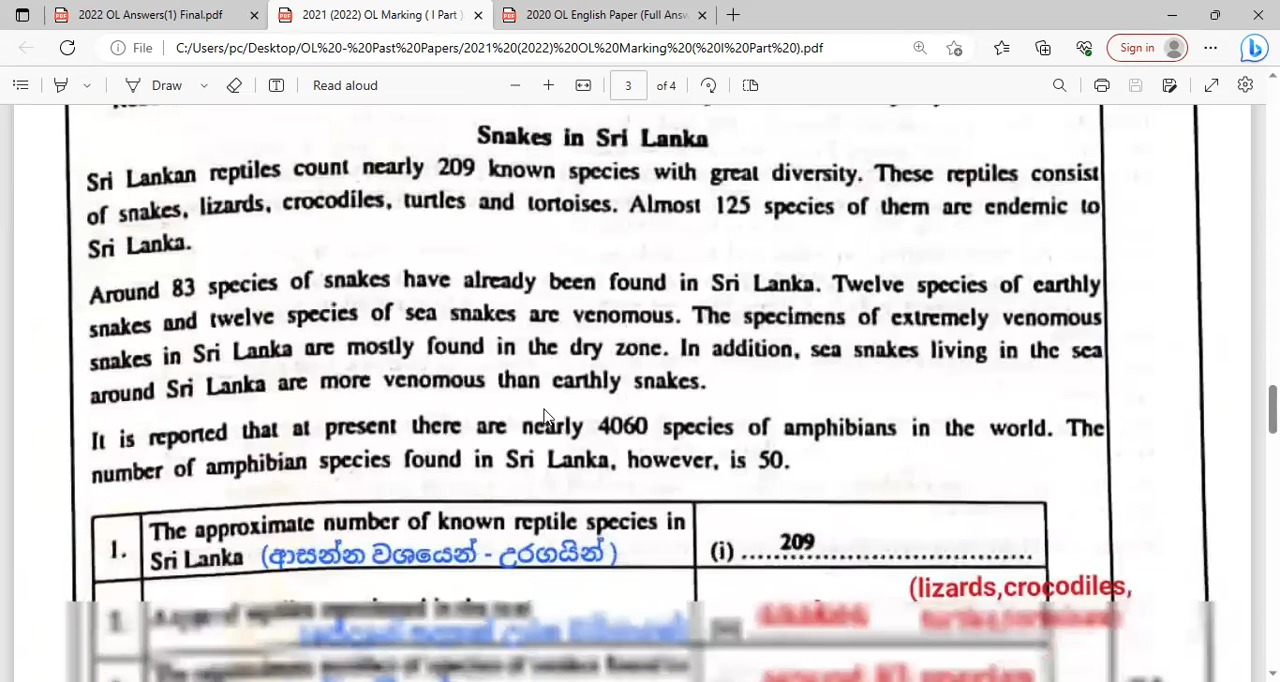 2022 OL Answers(1) Final.pdf
2021 (2022) OL Marking ( I Part )
2020 OL English Paper (Full Answ
File
C:/Users/pc/Desktop/OL%20-%20Past%20Papers/2021%20(2022)%20OL%20Marking%20(%20I%20Part%20).pdf
Sign in
Draw
Read aloud
3
of 4
Snakes in Sri Lanka
Sri Lankan reptiles count nearly 209 known species with great diversity. These reptiles consist
of snakes, lizards, crocodiles, turtles and tortoises. Almost 125 species of them are endemic to
Sri Lanka.
Around 83 species of snakes have already been found in Sri Lanka. Twelve species of earthly
snakes and twelve species of sea snakes are venomous. The specimens of extremely venomous
snakes in Sri Lanka are mostly found in the dry zone. In addition, sea snakes living in the sea
around Sri Lanka are more venomous than earthly snakes.
It is reported that at present there are nearly 4060 species of amphibians in the world. The
number of amphibian species found in Sri Lanka, however, is 50.
1.
The approximate number of known reptile species in
Sri Lanka (ආසන්න වශයෙන් - උරගයින් )
(i) .....209..............................
(lizards,crocodiles,
snakes